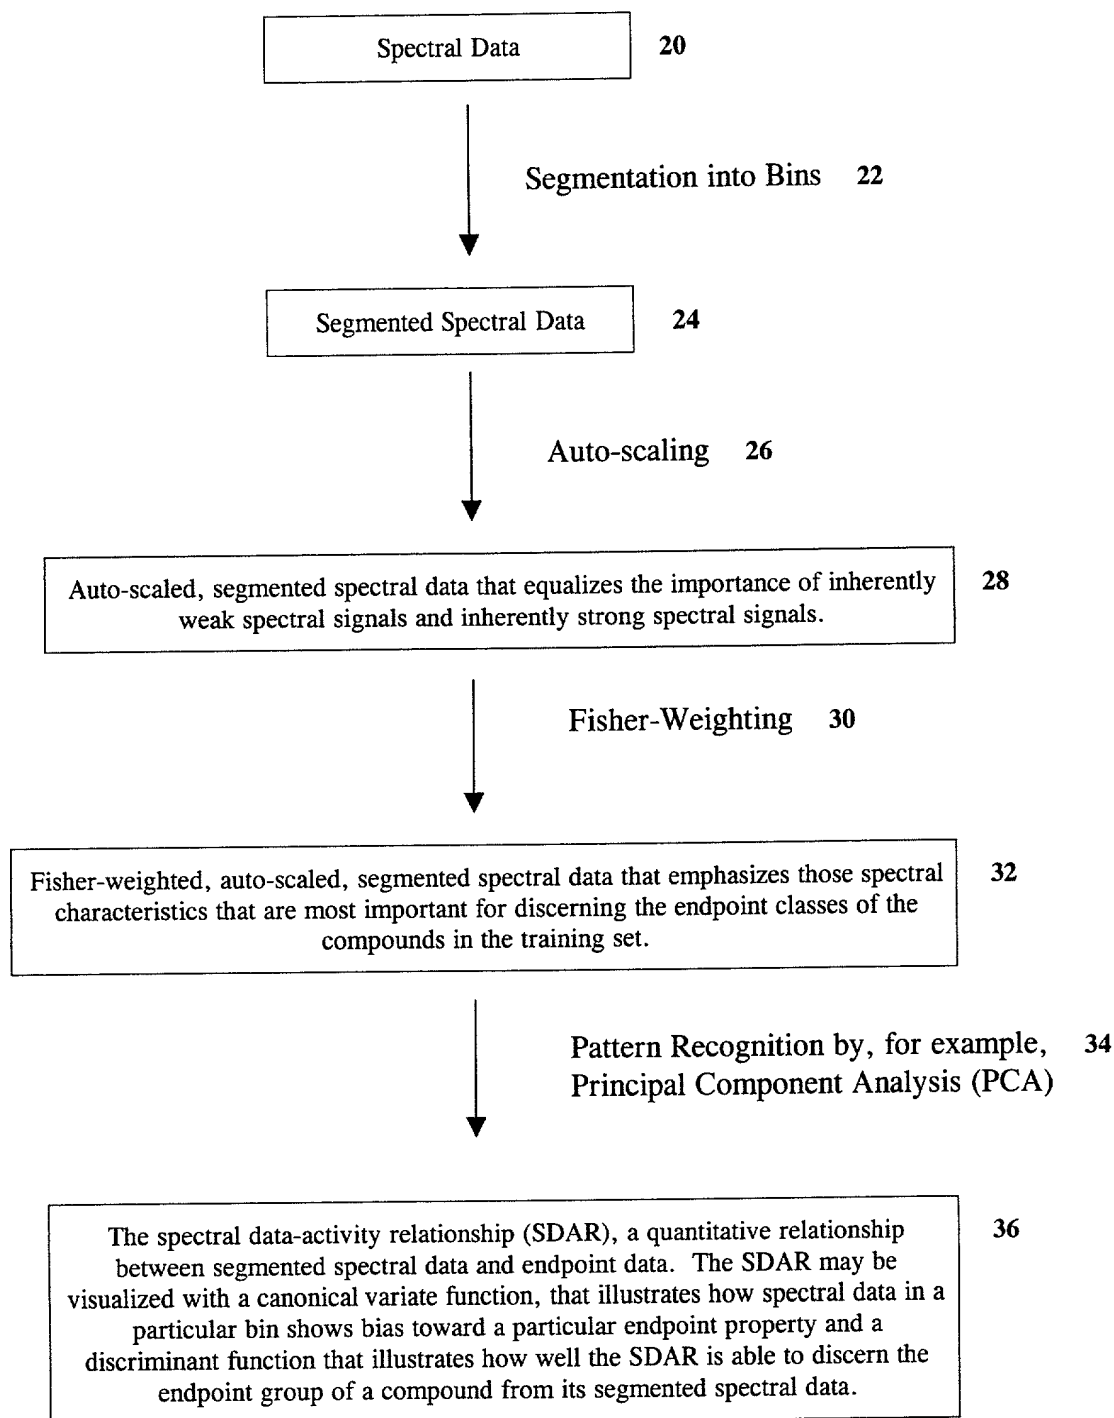 Spectral Data 20
Segmentation into Bins 22
Segmented Spectral Data 24
Auto-scaling 26
Auto-scaled, segmented spectral data that equalizes the importance of inherently 28
weak spectral signals and inherently strong spectral signals.
Fisher-Weighting 30
Fisher-weighted, auto-scaled, segmented spectral data that emphasizes those spectral 32
characteristics that are most important for discerning the endpoint classes of the
compounds in the training set.
Pattern Recognition by, for example, 34
Principal Component Analysis (PCA)
The spectral data-activity relationship (SDAR), a quantitative relationship 36
between segmented spectral data and endpoint data. The SDAR may be
visualized with a canonical variate function, that illustrates how spectral data in a
particular bin shows bias toward a particular endpoint property and a
discriminant function that illustrates how well the SDAR is able to discern the
endpoint group of a compound from its segmented spectral data.